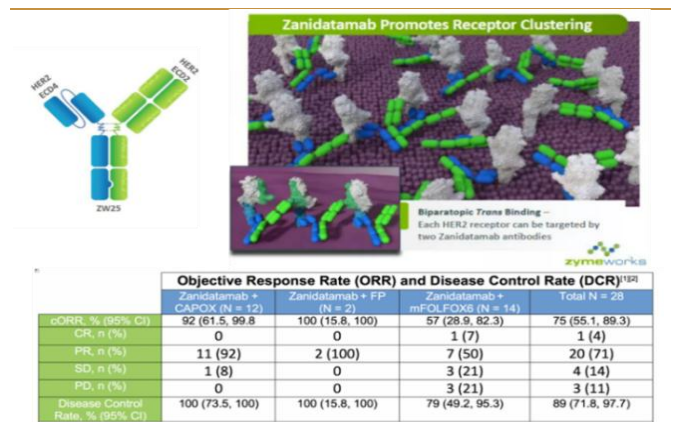 Zanidatamab Promotes Receptor Clustering
HER2
ECD4
HER2
ECD2
ZW25
Biparatopic Trans Binding –
Each HER2 receptor can be targeted by
two Zanidatamab antibodies
zymeworks
Objective Response Rate (ORR) and Disease Control Rate (DCR)[1][2]
Zanidatamab + CAPOX (N = 12) Zanidatamab + FP (N = 2) Zanidatamab + mFOLFOX6 (N = 14) Total N = 28
cORR, % (95% CI) 92 (61.5, 99.8 100 (15.8, 100) 57 (28.9, 82.3) 75 (55.1, 89.3)
CR, n (%) 0 0 1 (7) 1 (4)
PR, n (%) 11 (92) 2 (100) 7 (50) 20 (71)
SD, n (%) 1 (8) 0 3 (21) 4 (14)
PD, n (%) 0 0 3 (21) 3 (11)
Disease Control Rate, % (95% CI) 100 (73.5, 100) 100 (15.8, 100) 79 (49.2, 95.3) 89 (71.8, 97.7)